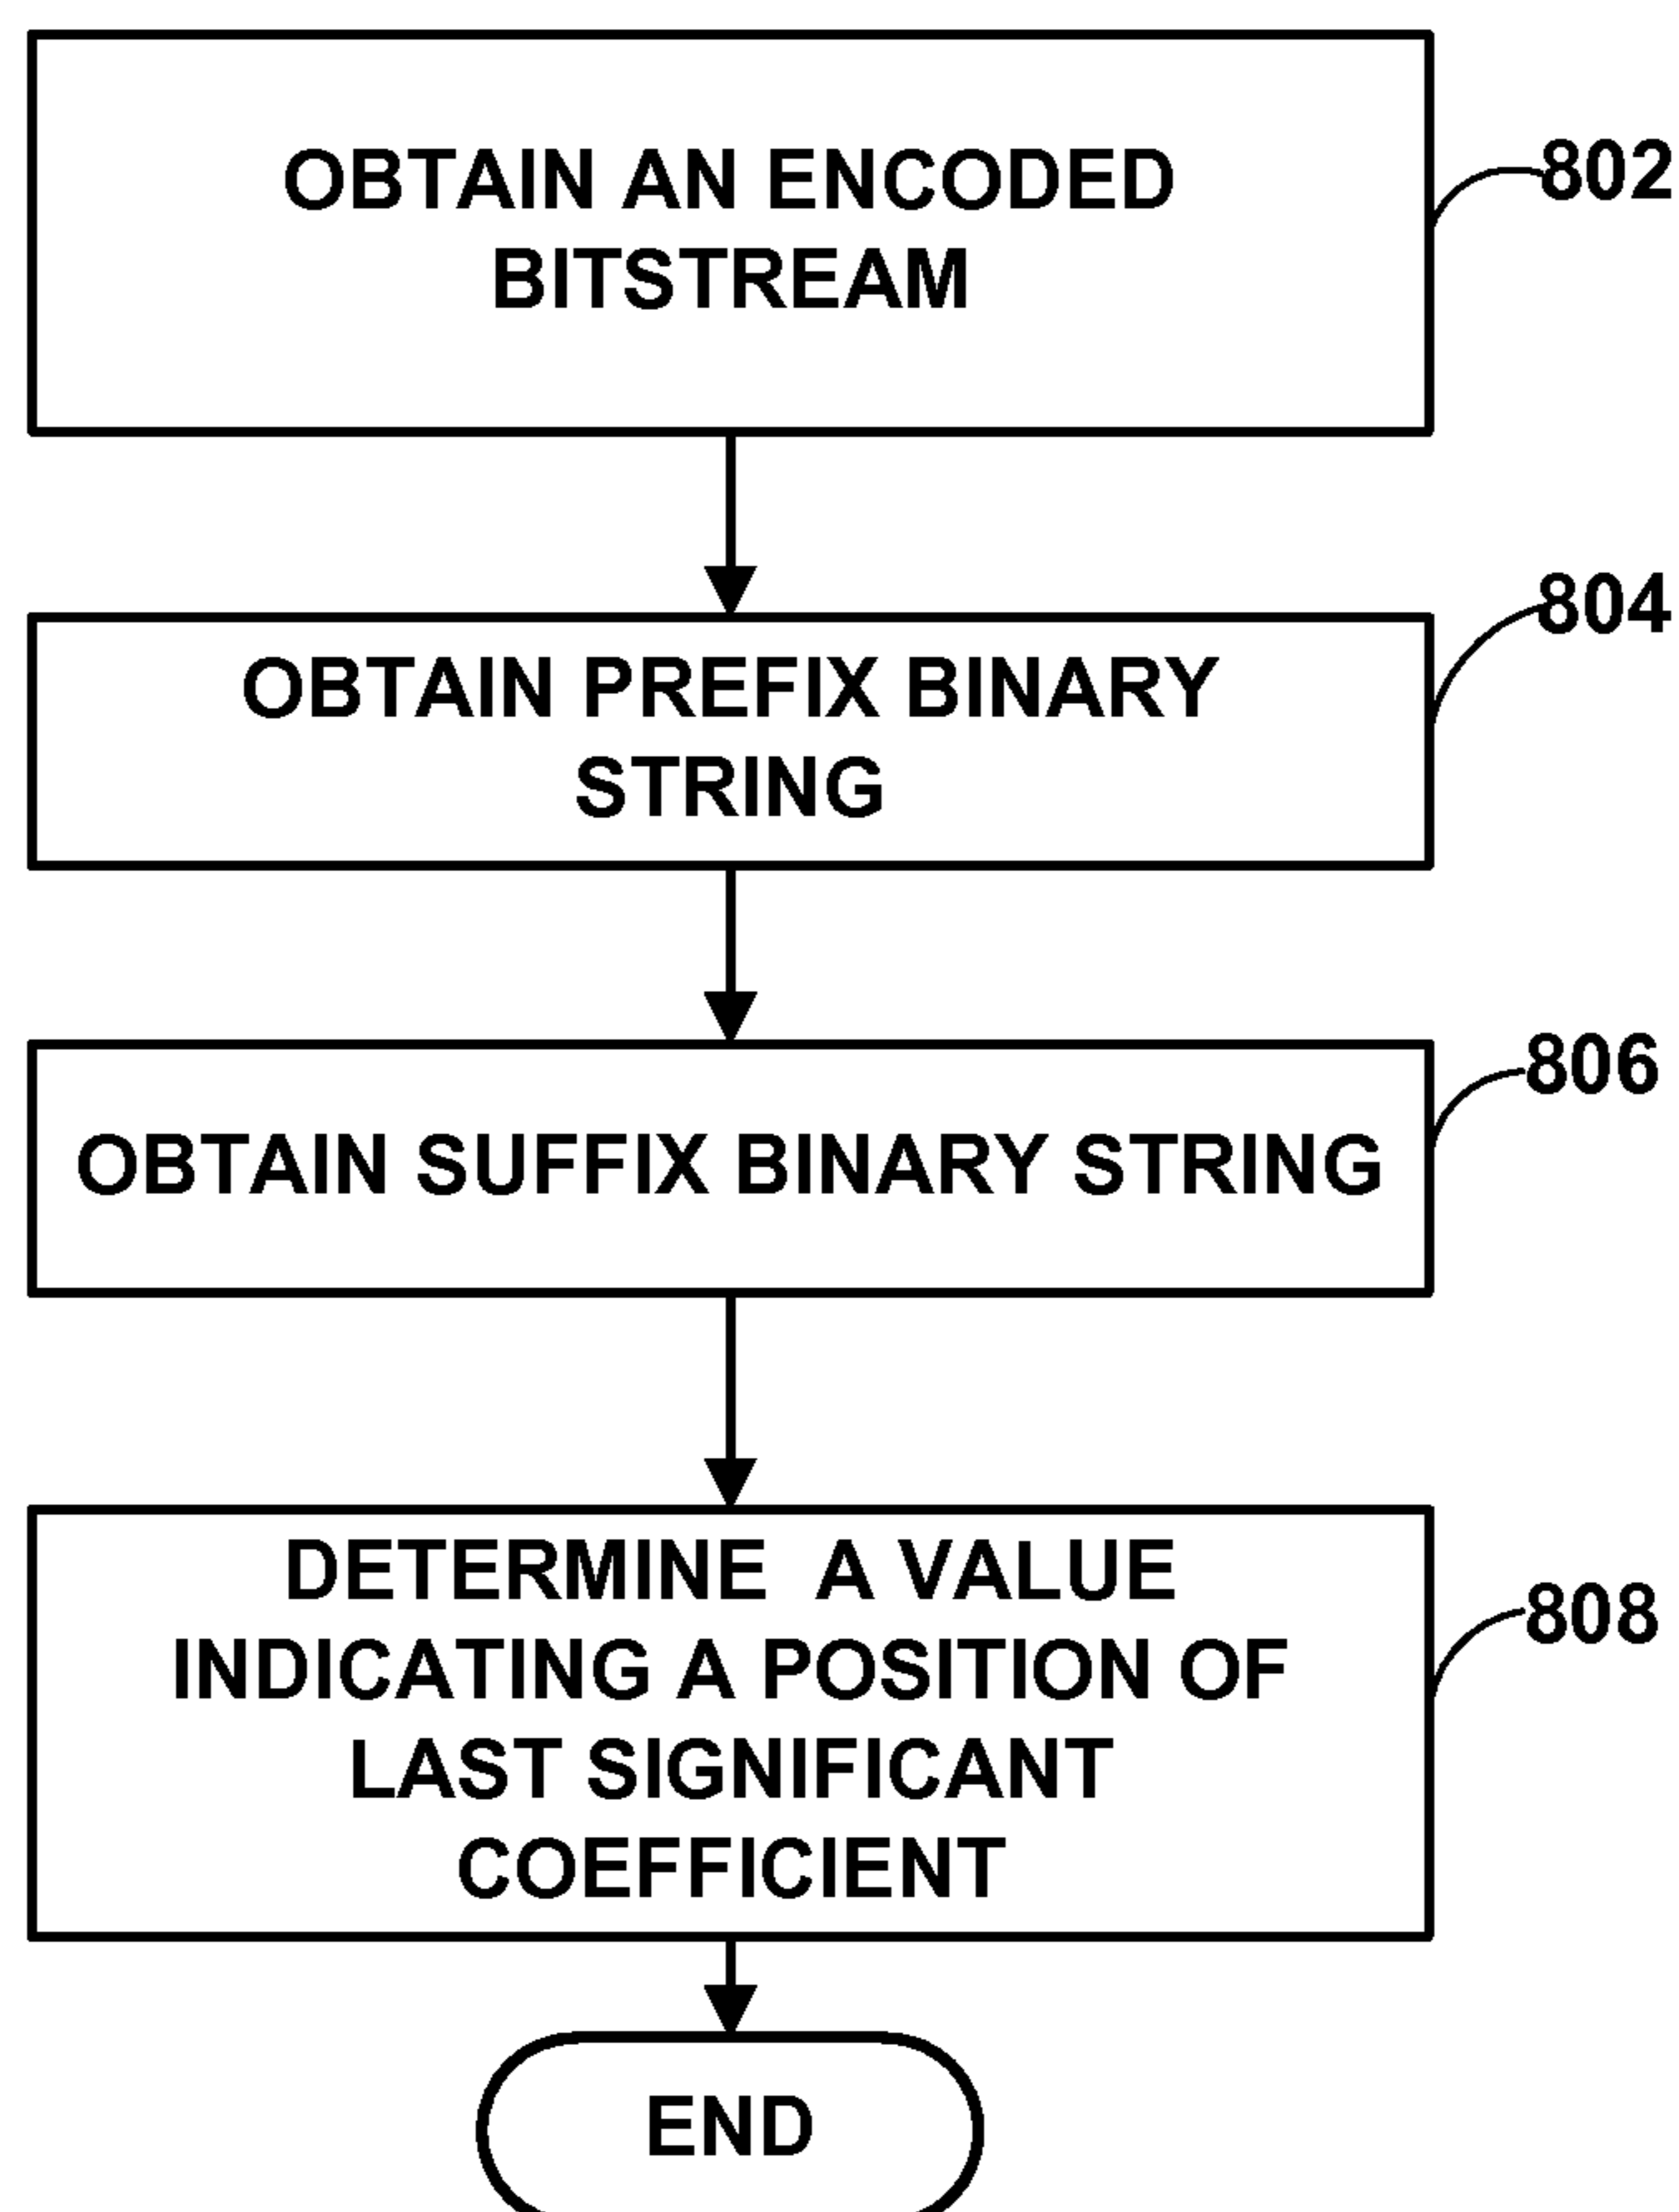 OBTAIN AN ENCODED
BITSTREAM
802
OBTAIN PREFIX BINARY
STRING
804
OBTAIN SUFFIX BINARY STRING
806
DETERMINE A VALUE
INDICATING A POSITION OF
LAST SIGNIFICANT
COEFFICIENT
808
END